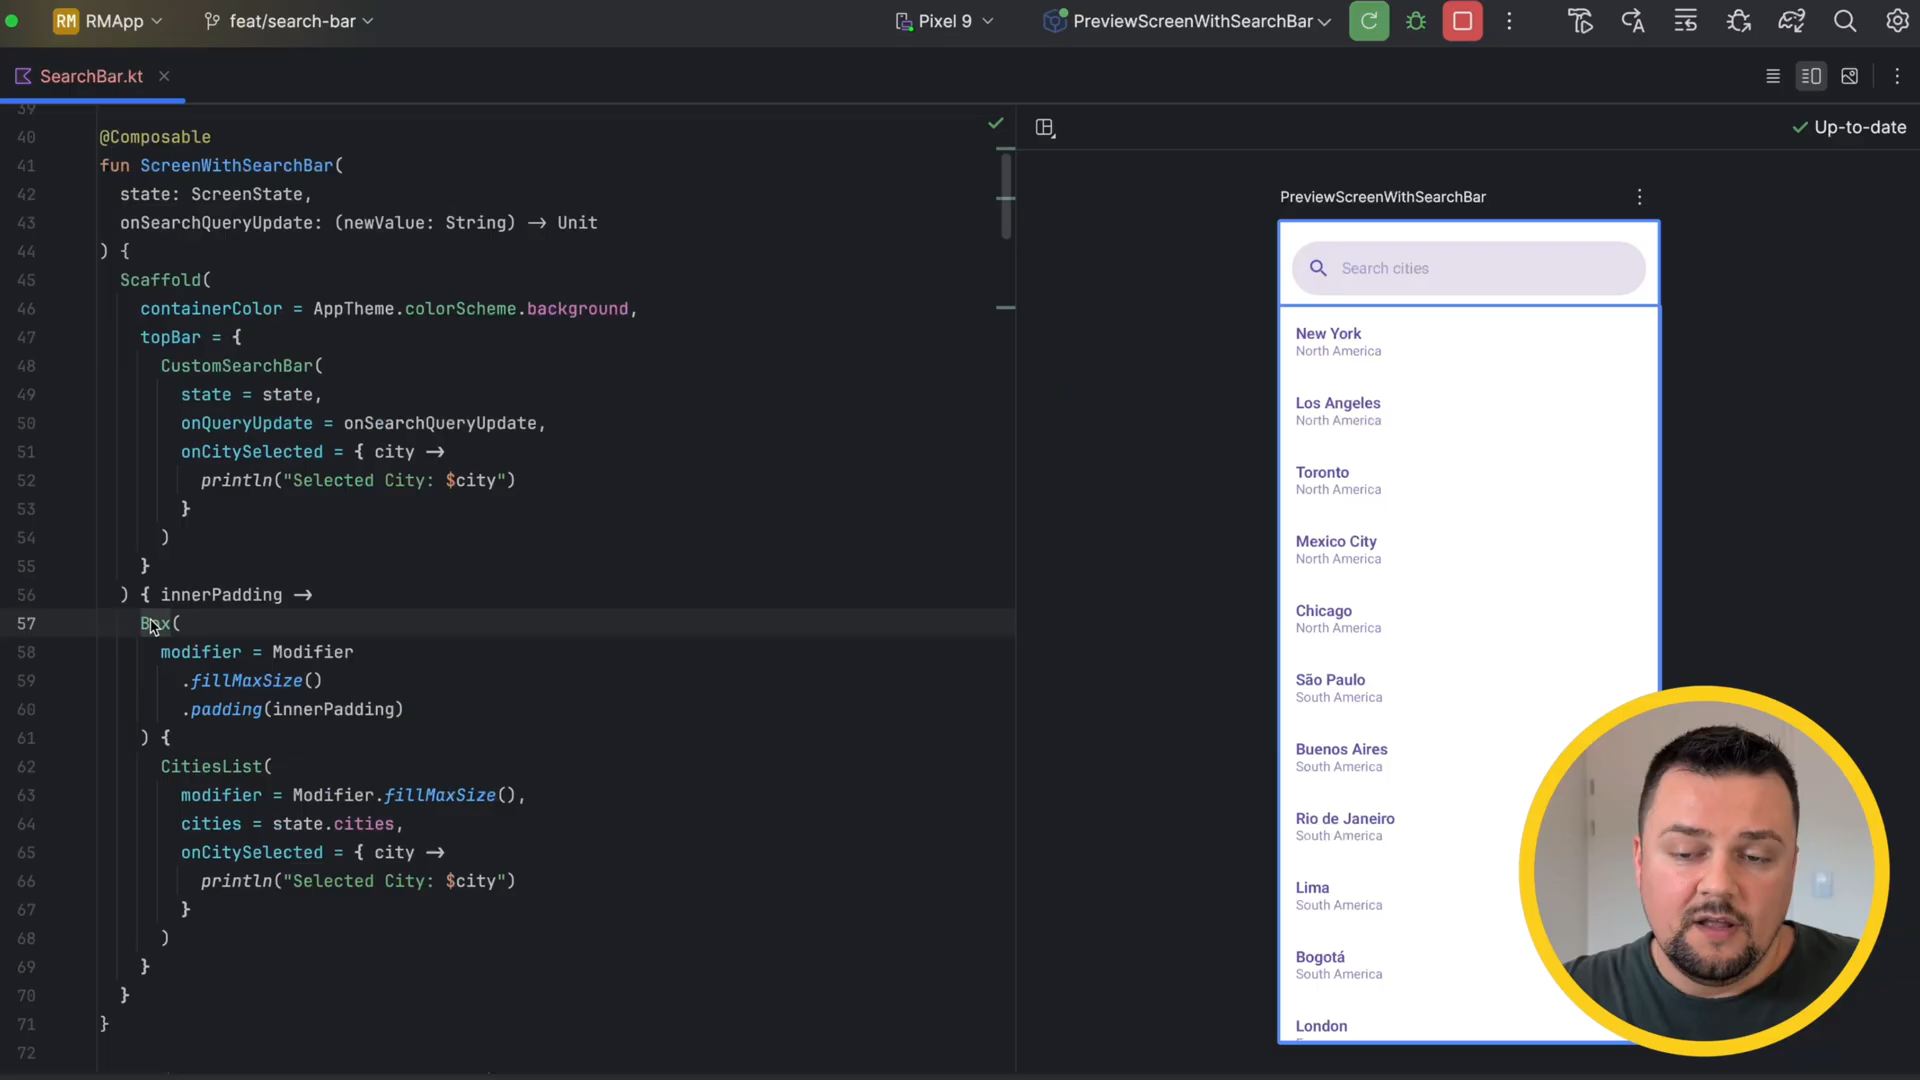 RM RMApp feat/search-bar Pixel 9 PreviewScreenWithSearchBar
SearchBar.kt
Up-to-date
39
40 @Composable
41 fun ScreenWithSearchBar(
42 state: ScreenState,
43 onSearchQueryUpdate: (newValue: String) → Unit
44 ) {
45 Scaffold(
46 containerColor = AppTheme.colorScheme.background,
47 topBar = {
48 CustomSearchBar(
49 state = state,
50 onQueryUpdate = onSearchQueryUpdate,
51 onCitySelected = { city →
52 println("Selected City: $city")
53 }
54 )
55 }
56 ) { innerPadding →
57 Box(
58 modifier = Modifier
59 .fillMaxSize()
60 .padding(innerPadding)
61 ) {
62 CitiesList(
63 modifier = Modifier.fillMaxSize(),
64 cities = state.cities,
65 onCitySelected = { city →
66 println("Selected City: $city")
67 }
68 )
69 }
70 }
71 }
72
PreviewScreenWithSearchBar
Search cities
New York
North America
Los Angeles
North America
Toronto
North America
Mexico City
North America
Chicago
North America
São Paulo
South America
Buenos Aires
South America
Rio de Janeiro
South America
Lima
South America
Bogotá
South America
London